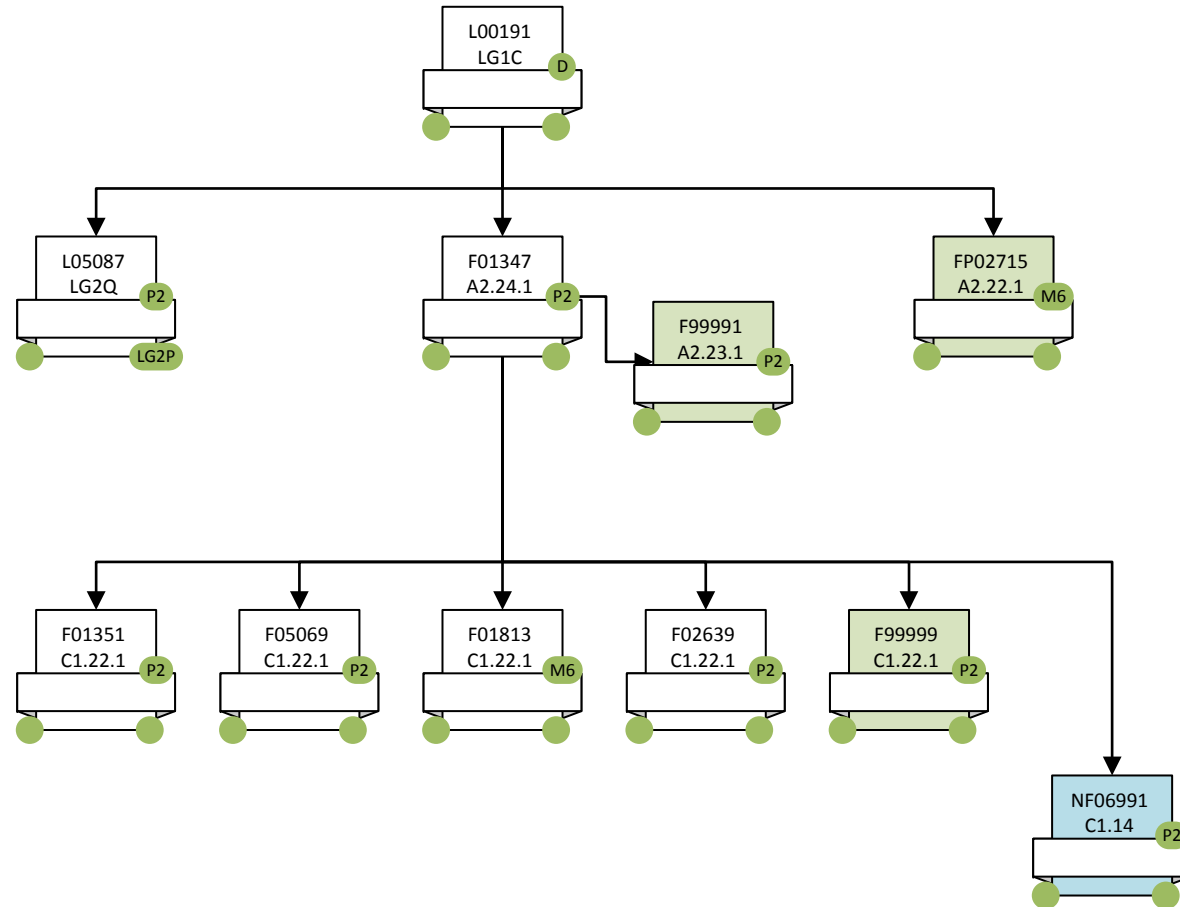 L00191
LG1C
D
L05087
LG2Q
P2
LG2P
F01347
A2.24.1
P2
F99991
A2.23.1
P2
FP02715
A2.22.1
M6
F01351
C1.22.1
P2
F05069
C1.22.1
P2
F01813
C1.22.1
M6
F02639
C1.22.1
P2
F99999
C1.22.1
P2
NF06991
C1.14
P2